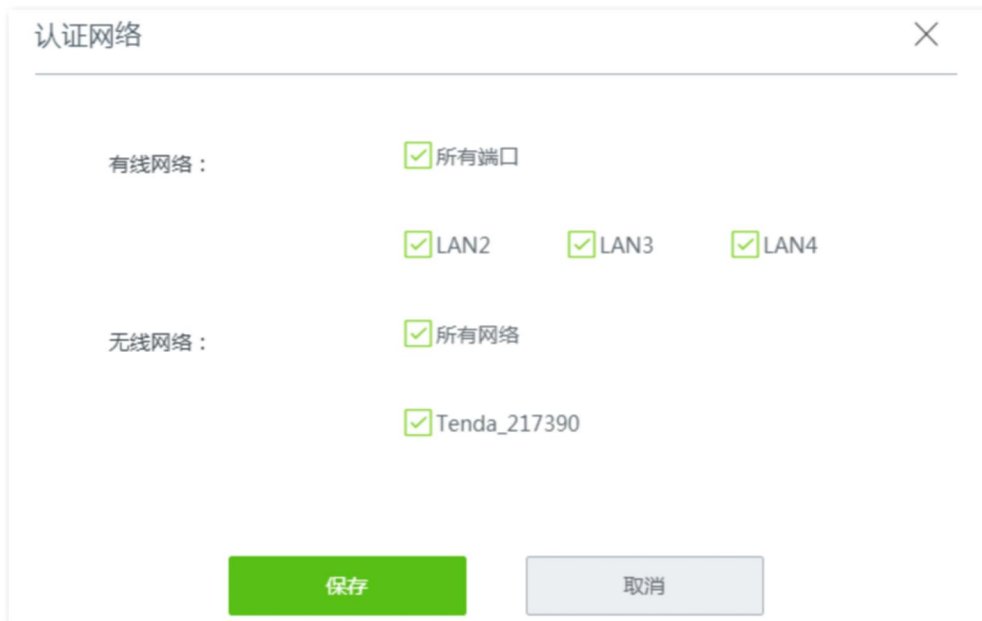 认证网络
有线网络：
所有端口
LAN2 LAN3 LAN4
无线网络：
所有网络
Tenda_217390
保存 取消